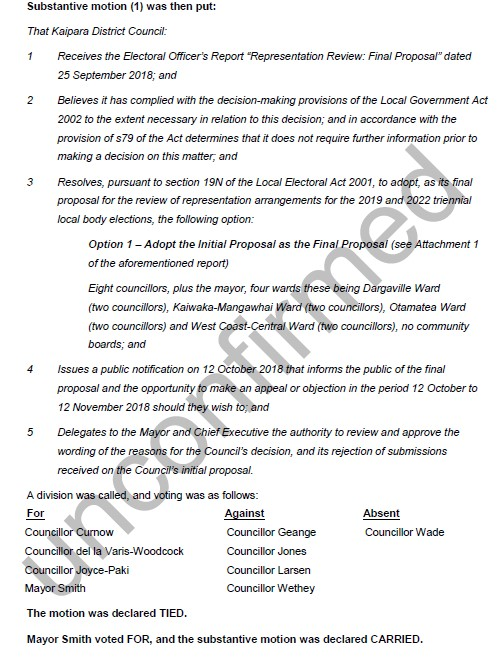 Substantive motion (1) was then put:
That Kaipara District Council:
1 Receives the Electoral Officer's Report "Representation Review: Final Proposal" dated
25 September 2018; and
2 Believes it has complied with the decision-making provisions of the Local Government Act
2002 to the extent necessary in relation to this decision; and in accordance with the
provision of s79 of the Act determines that it does not require further information prior to
making a decision on this matter; and
3 Resolves, pursuant to section 19N of the Local Electoral Act 2001, to adopt, as its final
proposal for the review of representation arrangements for the 2019 and 2022 triennial
local body elections, the following option:
Option 1 – Adopt the Initial Proposal as the Final Proposal (see Attachment 1
of the aforementioned report)
Eight councillors, plus the mayor, four wards these being Dargaville Ward
(two councillors), Kaiwaka-Mangawhai Ward (two councillors), Otamatea Ward
(two councillors) and West Coast-Central Ward (two councillors), no community
boards; and
4 Issues a public notification on 12 October 2018 that informs the public of the final
proposal and the opportunity to make an appeal or objection in the period 12 October to
12 November 2018 should they wish to; and
5 Delegates to the Mayor and Chief Executive the authority to review and approve the
wording of the reasons for the Council's decision, and its rejection of submissions
received on the Council's initial proposal.
A division was called, and voting was as follows:
For Against Absent
Councillor Curnow Councillor Geange Councillor Wade
Councillor del la Varis-Woodcock Councillor Jones
Councillor Joyce-Paki Councillor Larsen
Mayor Smith Councillor Wethey
The motion was declared TIED.
Mayor Smith voted FOR, and the substantive motion was declared CARRIED.
unconfirmed